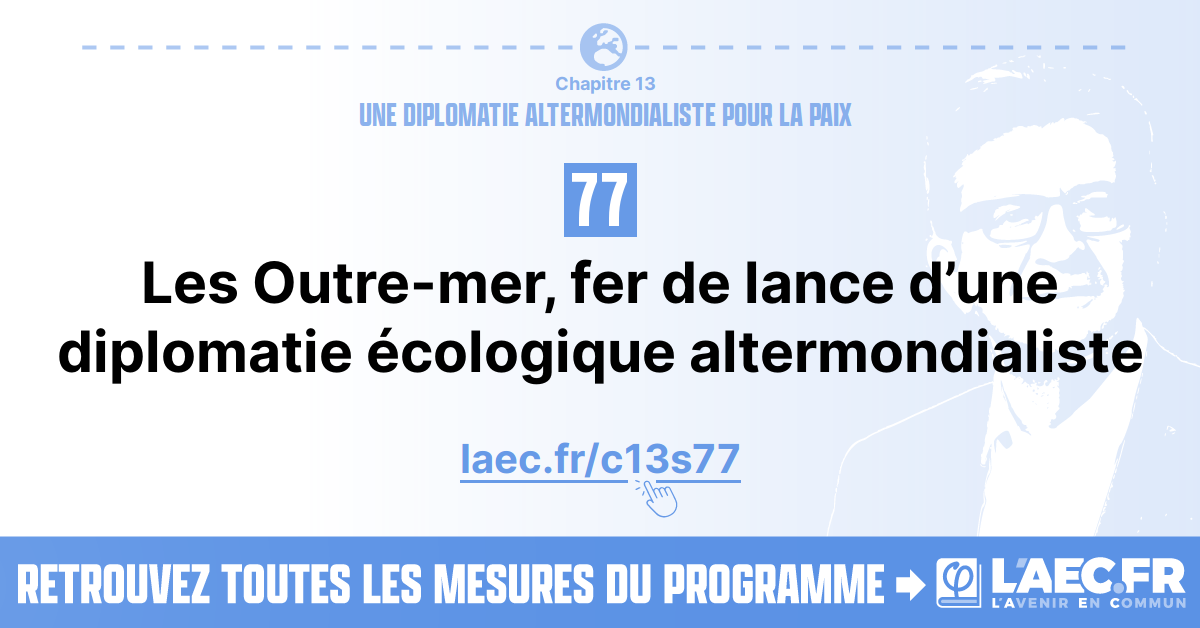 Chapitre 13
UNE DIPLOMATIE ALTERMONDIALISTE POUR LA PAIX
77
Les Outre-mer, fer de lance d’une
diplomatie écologique altermondialiste
laec.fr/c13s77
RETROUVEZ TOUTES LES MESURES DU PROGRAMME
φ L'AEC.FR
L'AVENIR EN COMMUN